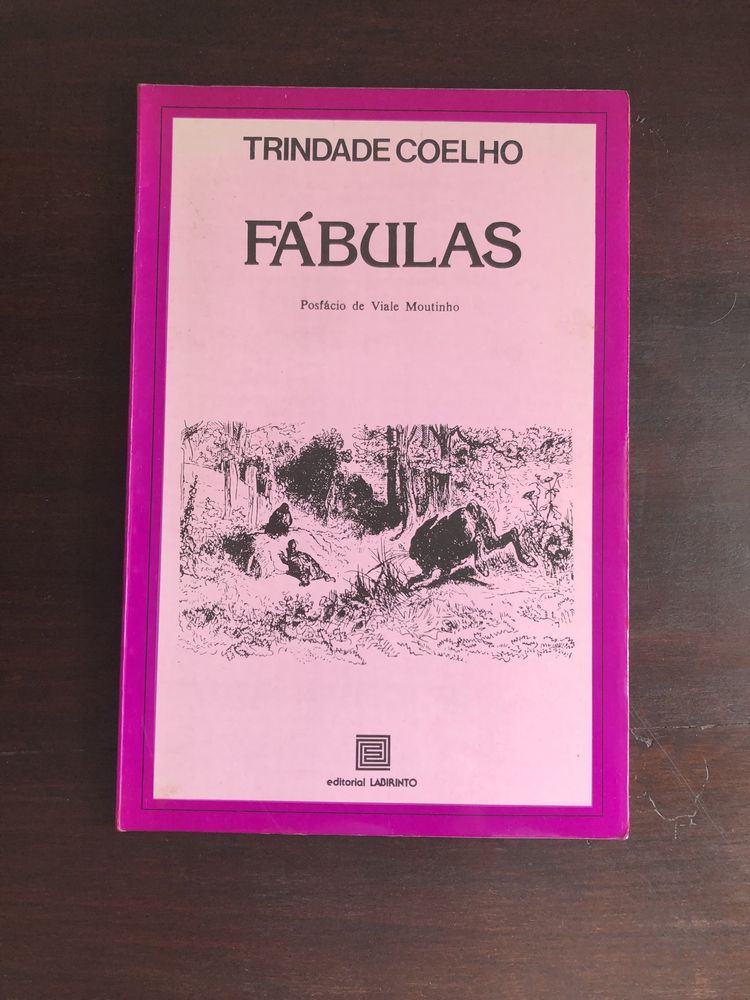 TRINDADE COELHO
FÁBULAS
Posfácio de Viale Moutinho
editorial LABIRINTO